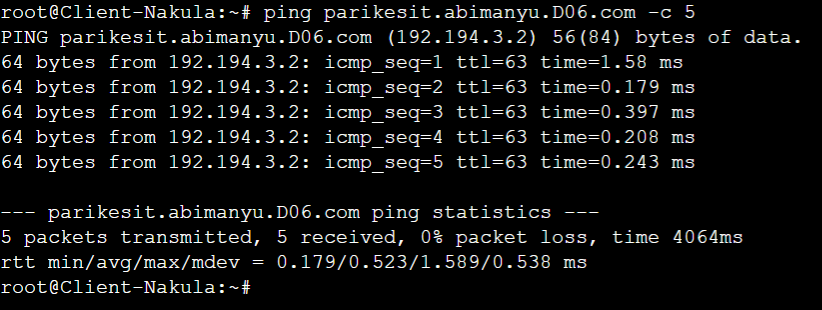 root@Client-Nakula:~# ping parikesit.abimanyu.D06.com -c 5
PING parikesit.abimanyu.D06.com (192.194.3.2) 56(84) bytes of data.
64 bytes from 192.194.3.2: icmp_seq=1 ttl=63 time=1.58 ms
64 bytes from 192.194.3.2: icmp_seq=2 ttl=63 time=0.179 ms
64 bytes from 192.194.3.2: icmp_seq=3 ttl=63 time=0.397 ms
64 bytes from 192.194.3.2: icmp_seq=4 ttl=63 time=0.208 ms
64 bytes from 192.194.3.2: icmp_seq=5 ttl=63 time=0.243 ms

--- parikesit.abimanyu.D06.com ping statistics ---
5 packets transmitted, 5 received, 0% packet loss, time 4064ms
rtt min/avg/max/mdev = 0.179/0.523/1.589/0.538 ms
root@Client-Nakula:~#